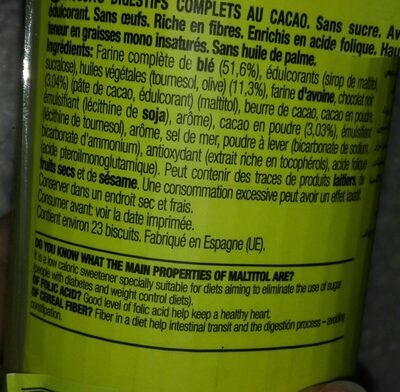 DIGESTIFS COMPLETS AU CACAO. Sans sucre.
édulcorant. Sans œufs. Riche en fibres. Enrichis en acide folique.
teneur en graisses mono insaturés. Sans huile de palme.
Ingrédients: Farine complète de blé (51,6%), édulcorants (sirop de maltitol,
sucralose), huiles végétales (tournesol, olive) (11,3%), farine d'avoine, chocolat noir
(3,04%) (pâte de cacao, édulcorant) (maltitol), beurre de cacao, cacao en poudre,
émulsifiant (lécithine de soja), arôme), cacao en poudre (3,03%), émulsifiant
(lécithine de tournesol), arôme, sel de mer, poudre à lever (bicarbonate de sodium,
bicarbonate d'ammonium), antioxydant (extrait riche en tocophérols), acide folique
(acide pteroilmonoglutamique). Peut contenir des traces de produits laitiers, de
fruits secs et de sésame. Une consommation excessive peut avoir un effet laxatif.
Conserver dans un endroit sec et frais.
Consumer avant: voir la date imprimée.
Contient environ 23 biscuits. Fabriqué en Espagne (UE).
DO YOU KNOW WHAT THE MAIN PROPERTIES OF MALTITOL ARE?
It is a low caloric sweetener specially suitable for diets aiming to eliminate the use of sugar
(people with diabetes and weight control diets).
OF FOLIC ACID? Good level of folic acid help keep a healthy heart.
OF CEREAL FIBER? Fiber in a diet help intestinal transit and the digestión process – avoiding
constipation.